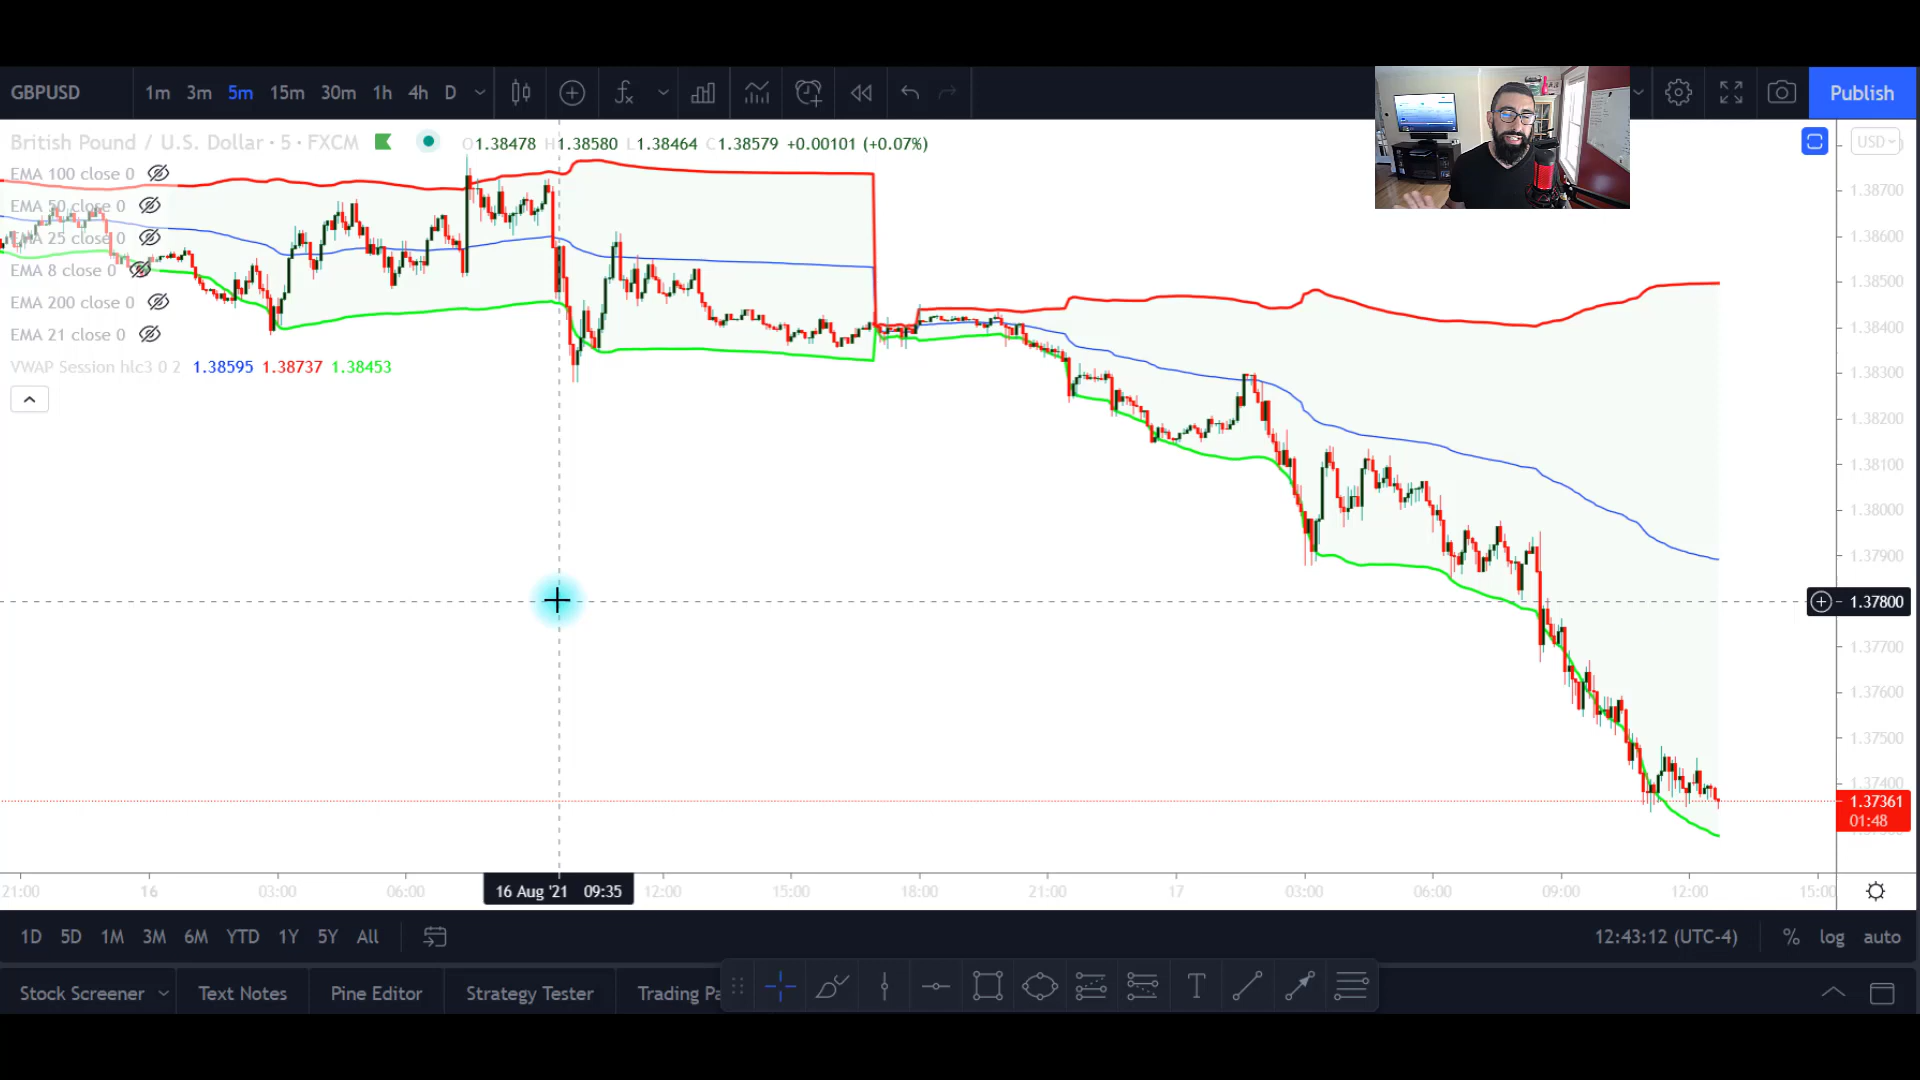 GBPUSD 1m 3m 5m 15m 30m 1h 4h D Publish
British Pound / U.S. Dollar · 5 · FXCM O1.38478 H1.38580 L1.38464 C1.38579 +0.00101 (+0.07%) USD
EMA 100 close 0
EMA 50 close 0
EMA 25 close 0
EMA 8 close 0
EMA 200 close 0
EMA 21 close 0
VWAP Session hlc3 0 2 1.38595 1.38737 1.38453
1.38700
1.38600
1.38500
1.38400
1.38300
1.38200
1.38100
1.38000
1.37900
1.37800
1.37700
1.37600
1.37500
1.37400
1.37361
01:48
21:00 16 03:00 06:00 16 Aug '21 09:35 12:00 15:00 18:00 21:00 17 03:00 06:00 09:00 12:00 15:00
1D 5D 1M 3M 6M YTD 1Y 5Y All 12:43:12 (UTC-4) % log auto
Stock Screener Text Notes Pine Editor Strategy Tester Trading Pa T